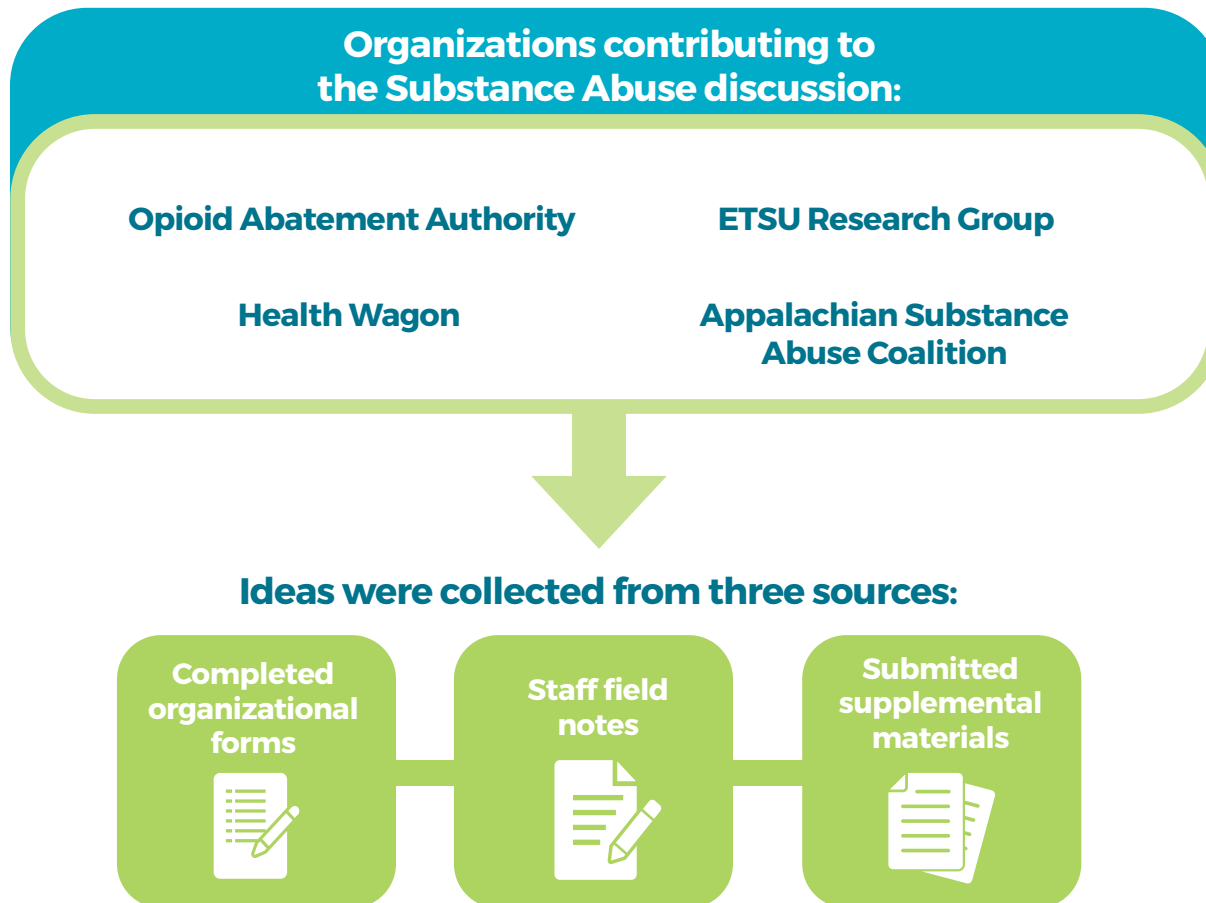 Organizations contributing to
the Substance Abuse discussion:
Opioid Abatement Authority
ETSU Research Group
Health Wagon
Appalachian Substance
Abuse Coalition
Ideas were collected from three sources:
Completed
organizational
forms
Staff field
notes
Submitted
supplemental
materials